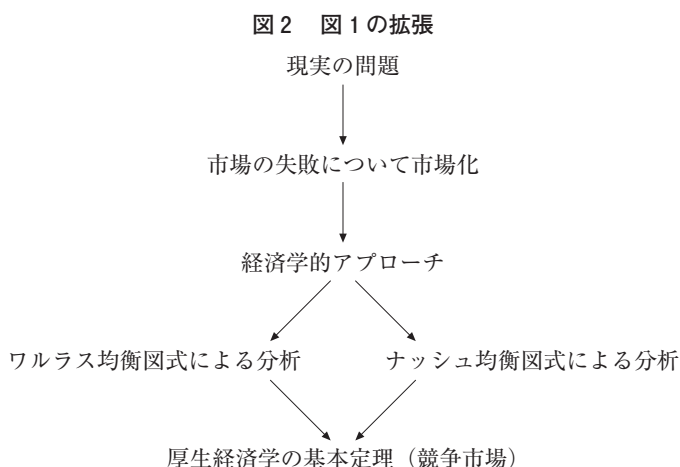 図2 図1の拡張
現実の問題
市場の失敗について市場化
経済学的アプローチ
ワルラス均衡図式による分析 ナッシュ均衡図式による分析
厚生経済学の基本定理（競争市場）